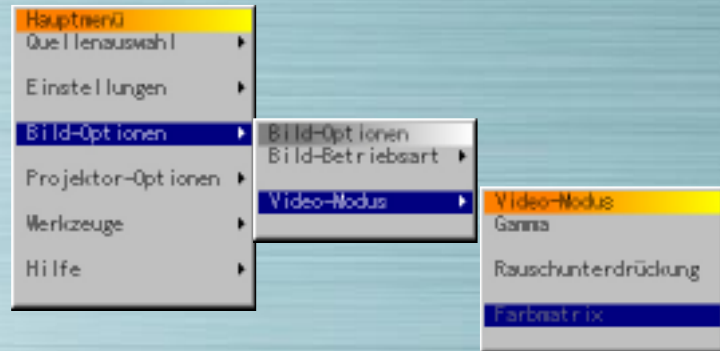 Hauptmenü
Quellenauswahl
Einstellungen
Bild-Optionen
Projektor-Optionen
Werkzeuge
Hilfe
Bild-Optionen
Bild-Betriebsart
Video-Modus
Video-Modus
Gamma
Rauschunterdrückung
Farbmatrix